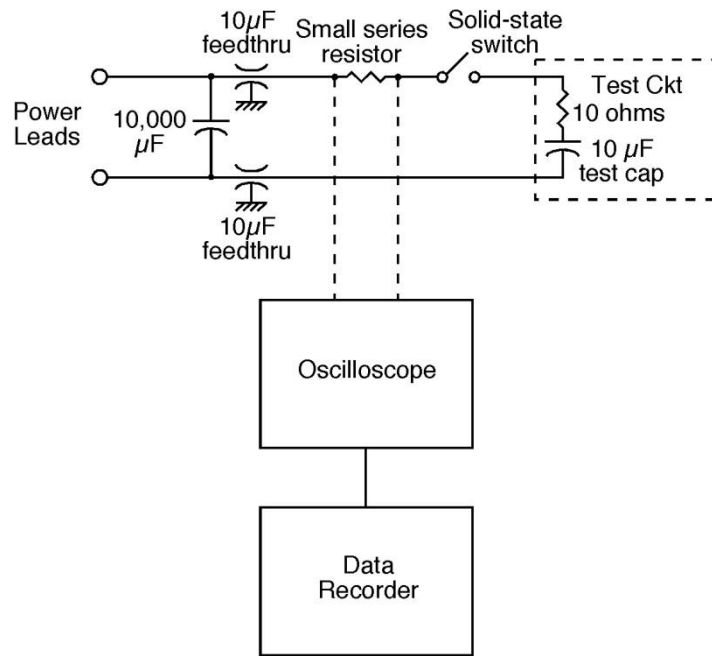 10µF
feedthru
Small series
resistor
Solid-state
switch
Power
Leads
10,000
µF
Test Ckt
10 ohms
10 µF
test cap
10µF
feedthru
Oscilloscope
Data
Recorder